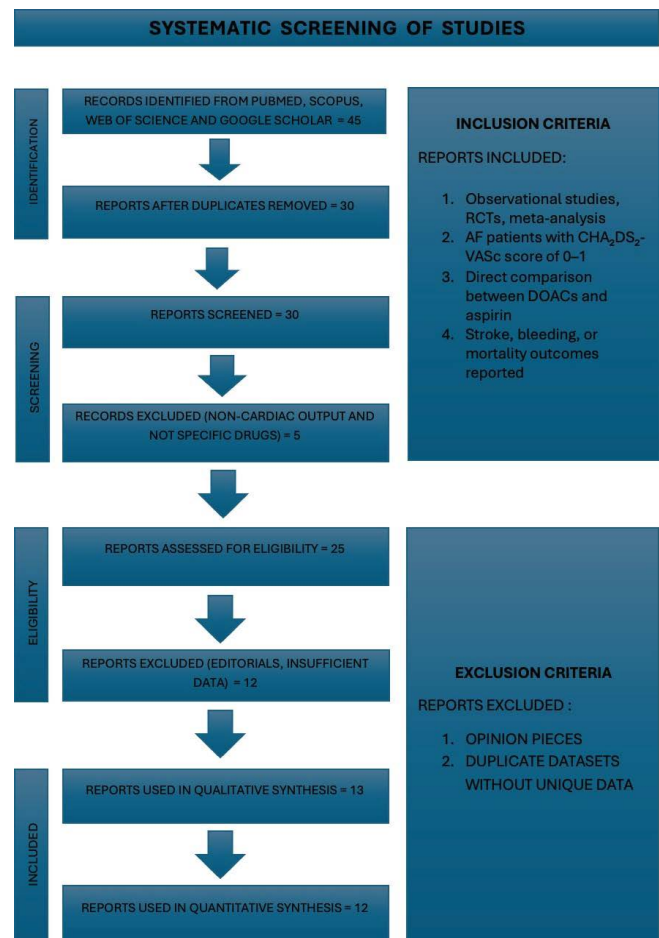 SYSTEMATIC SCREENING OF STUDIES
IDENTIFICATION
RECORDS IDENTIFIED FROM PUBMED, SCOPUS,
WEB OF SCIENCE AND GOOGLE SCHOLAR = 45
REPORTS AFTER DUPLICATES REMOVED = 30
SCREENING
REPORTS SCREENED = 30
RECORDS EXCLUDED (NON-CARDIAC OUTPUT AND
NOT SPECIFIC DRUGS) = 5
ELIGIBILITY
REPORTS ASSESSED FOR ELIGIBILITY = 25
REPORTS EXCLUDED (EDITORIALS, INSUFFICIENT
DATA) = 12
INCLUDED
REPORTS USED IN QUALITATIVE SYNTHESIS = 13
REPORTS USED IN QUANTITATIVE SYNTHESIS = 12
INCLUSION CRITERIA
REPORTS INCLUDED:
1. Observational studies,
RCTs, meta-analysis
2. AF patients with CHA₂DS₂-
VASc score of 0–1
3. Direct comparison
between DOACs and
aspirin
4. Stroke, bleeding, or
mortality outcomes
reported
EXCLUSION CRITERIA
REPORTS EXCLUDED :
1. OPINION PIECES
2. DUPLICATE DATASETS
WITHOUT UNIQUE DATA